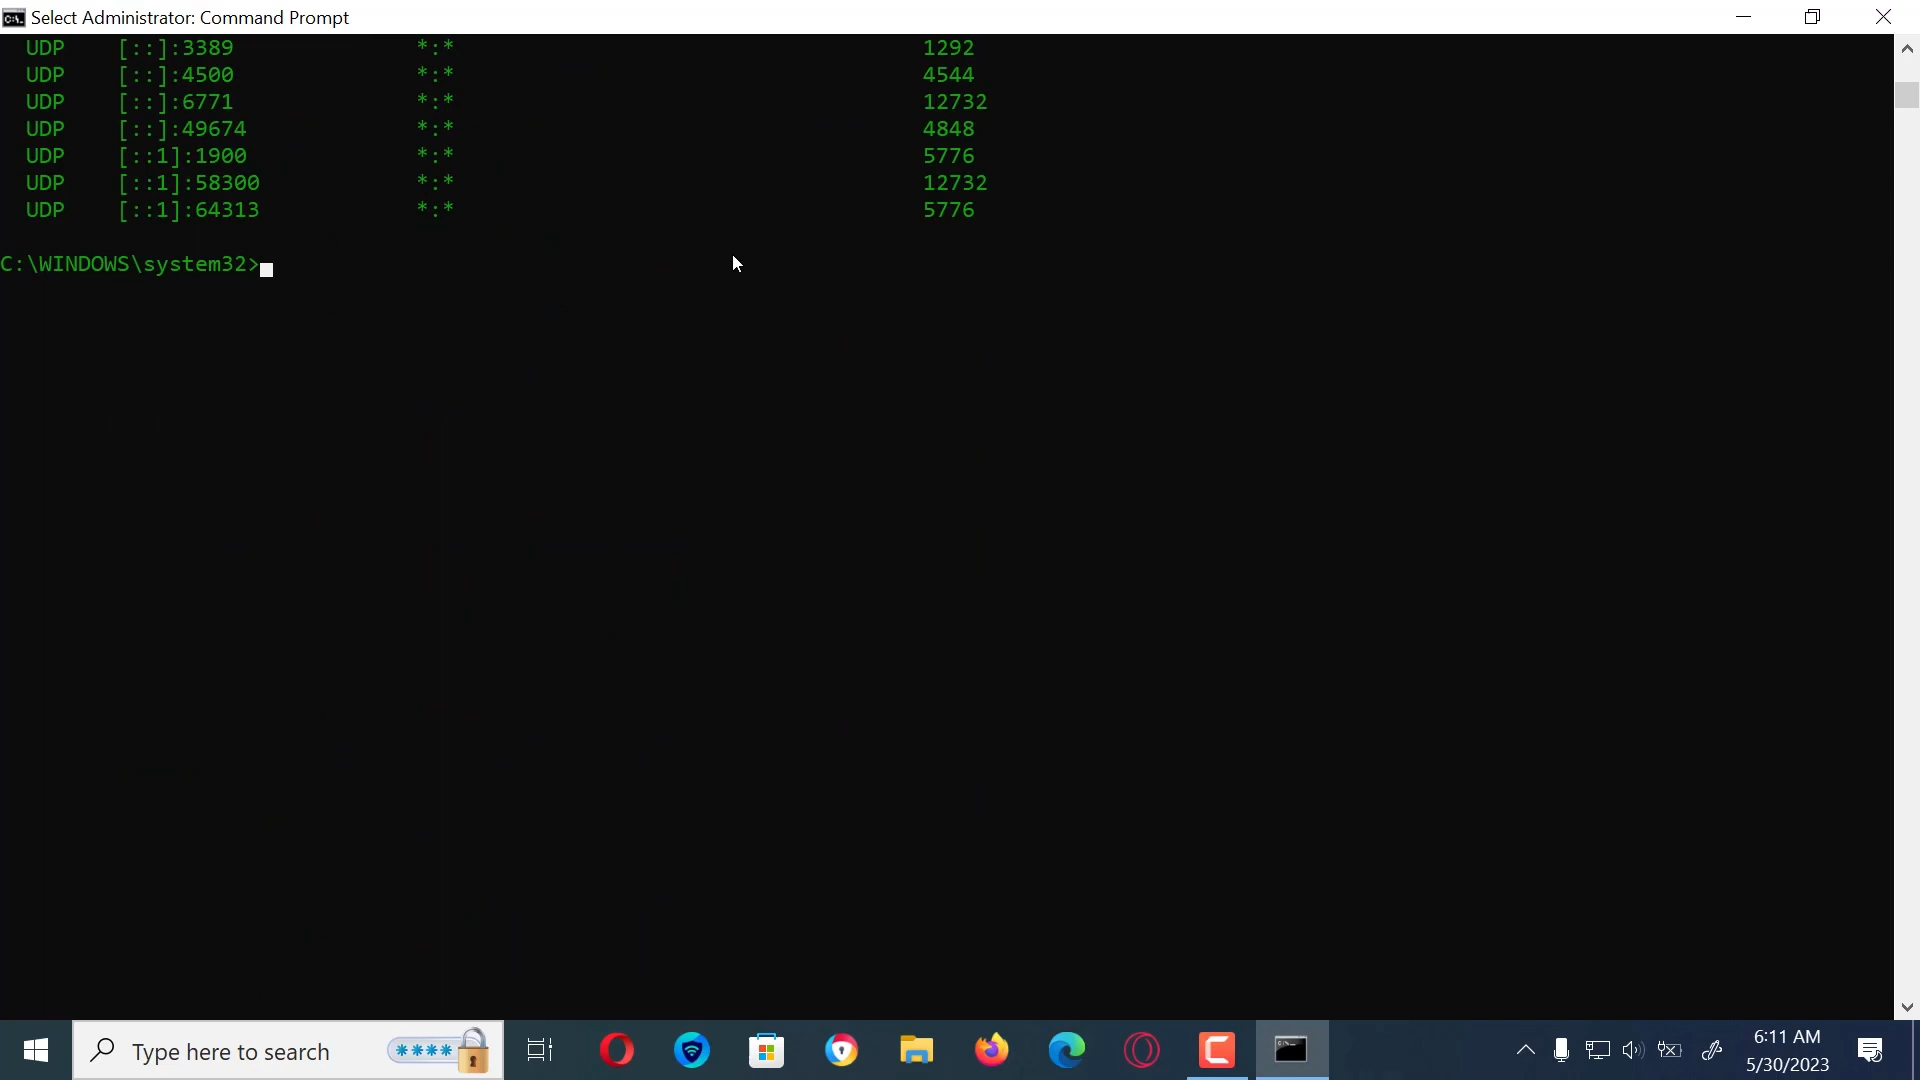 Select Administrator: Command Prompt
UDP [::]:3389 *:* 1292
UDP [::]:4500 *:* 4544
UDP [::]:6771 *:* 12732
UDP [::]:49674 *:* 4848
UDP [::1]:1900 *:* 5776
UDP [::1]:58300 *:* 12732
UDP [::1]:64313 *:* 5776
C:\WINDOWS\system32>
Type here to search
****
6:11 AM
5/30/2023